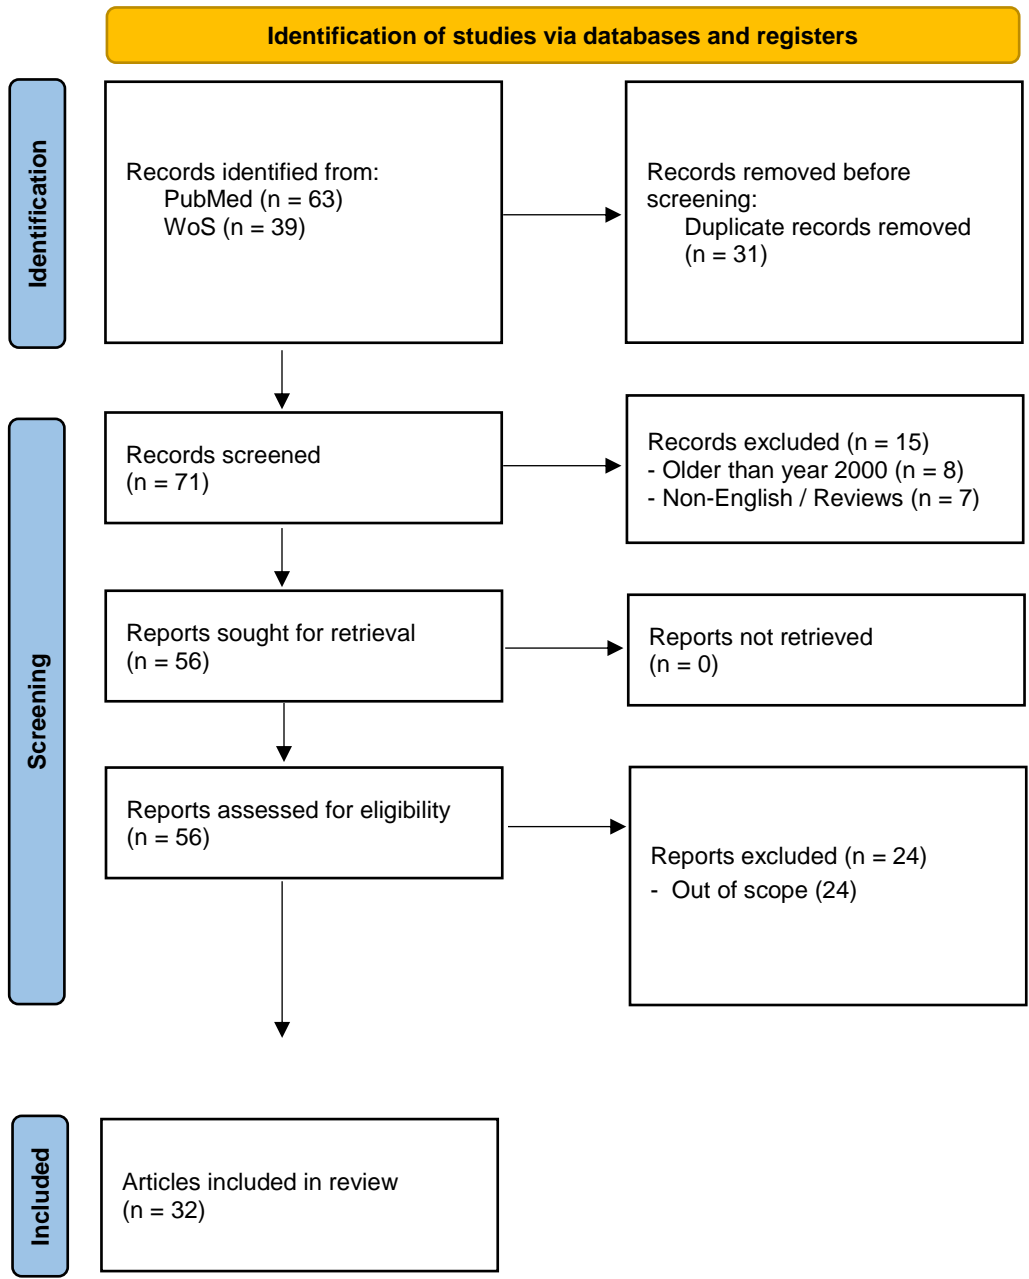 Identification of studies via databases and registers
Identification
Records identified from:
PubMed (n = 63)
WoS (n = 39)
Records removed before
screening:
Duplicate records removed
(n = 31)
Screening
Records screened
(n = 71)
Records excluded (n = 15)
- Older than year 2000 (n = 8)
- Non-English / Reviews (n = 7)
Reports sought for retrieval
(n = 56)
Reports not retrieved
(n = 0)
Reports assessed for eligibility
(n = 56)
Reports excluded (n = 24)
- Out of scope (24)
Included
Articles included in review
(n = 32)